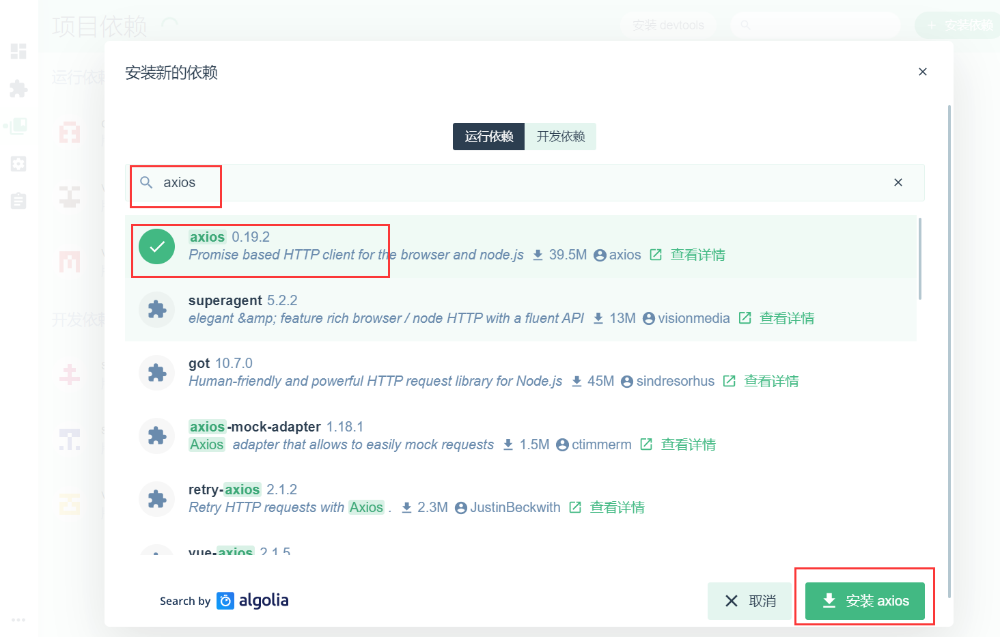 项目依赖
安装 devtools
安装依赖
安装新的依赖
运行依赖
运行依赖 开发依赖
axios
axios 0.19.2
Promise based HTTP client for the browser and node.js 39.5M axios 查看详情
superagent 5.2.2
elegant &amp; feature rich browser / node HTTP with a fluent API 13M visionmedia 查看详情
开发依赖
got 10.7.0
Human-friendly and powerful HTTP request library for Node.js 45M sindresorhus 查看详情
axios-mock-adapter 1.18.1
Axios adapter that allows to easily mock requests 1.5M ctimmerm 查看详情
retry-axios 2.1.2
Retry HTTP requests with Axios . 2.3M JustinBeckwith 查看详情
vue-axios 2.1.5
Search by algolia
取消
安装 axios